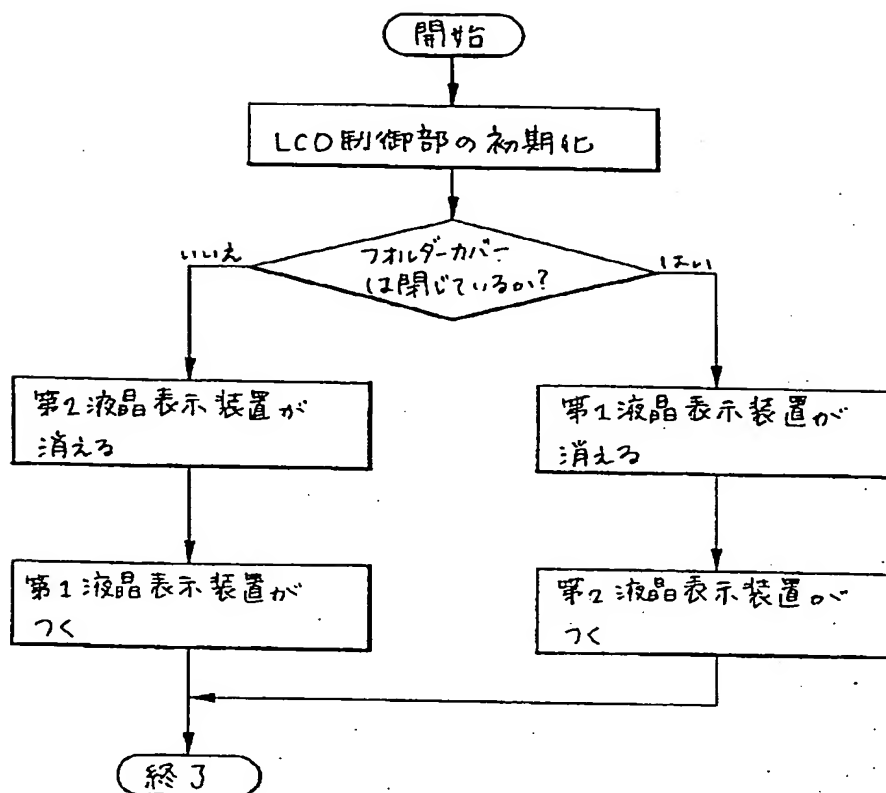 開始
LCD制御部の初期化
フォルダーカバー
は閉じているか?
いいえ
はい
第2液晶表示装置が
消える
第1液晶表示装置が
消える
第1液晶表示装置が
つく
第2液晶表示装置が
つく
終了